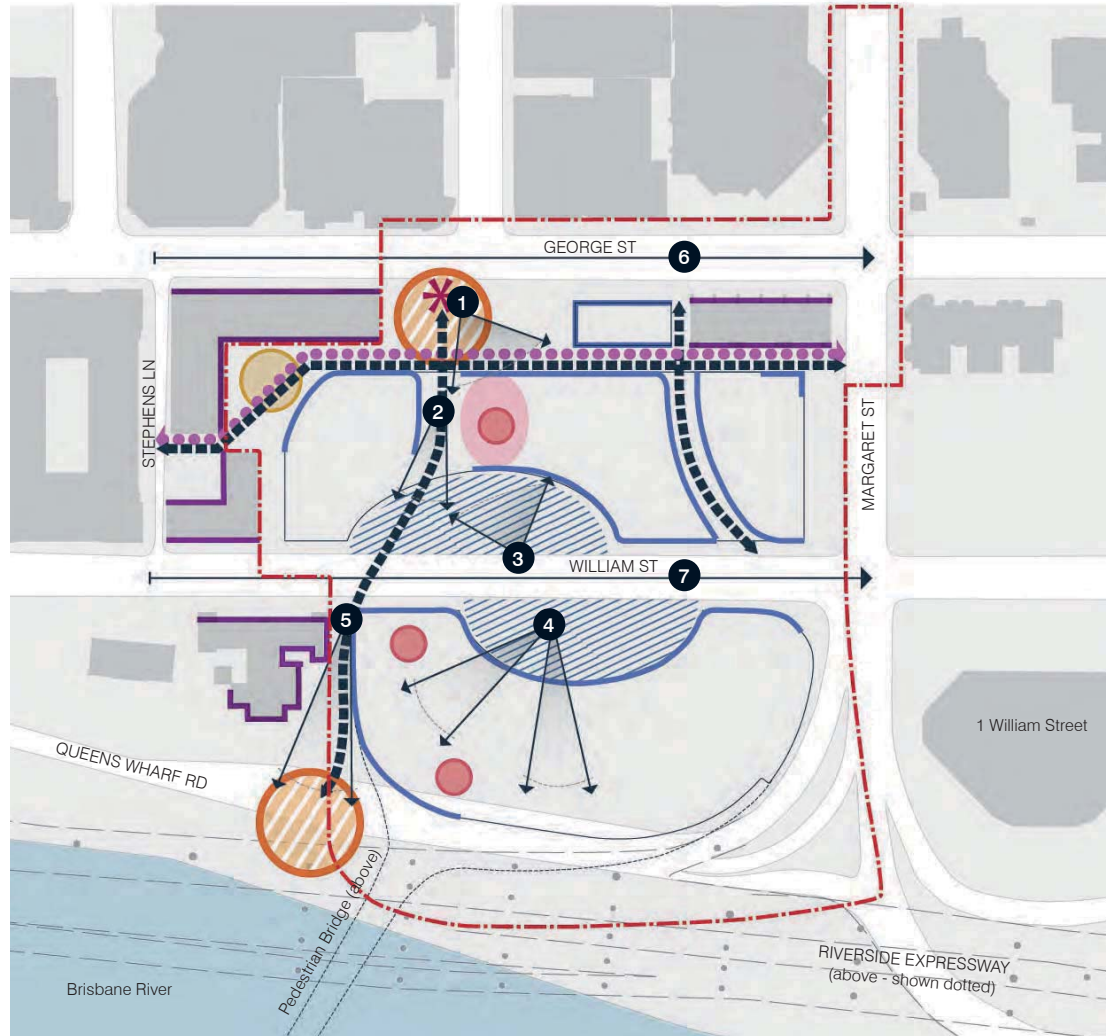 GEORGE ST
6
1
STEPHENS LN
2
MARGARET ST
3
WILLIAM ST
7
5
4
1 William Street
QUEENS WHARF RD
Pedestrian Bridge (above)
RIVERSIDE EXPRESSWAY
(above - shown dotted)
Brisbane River